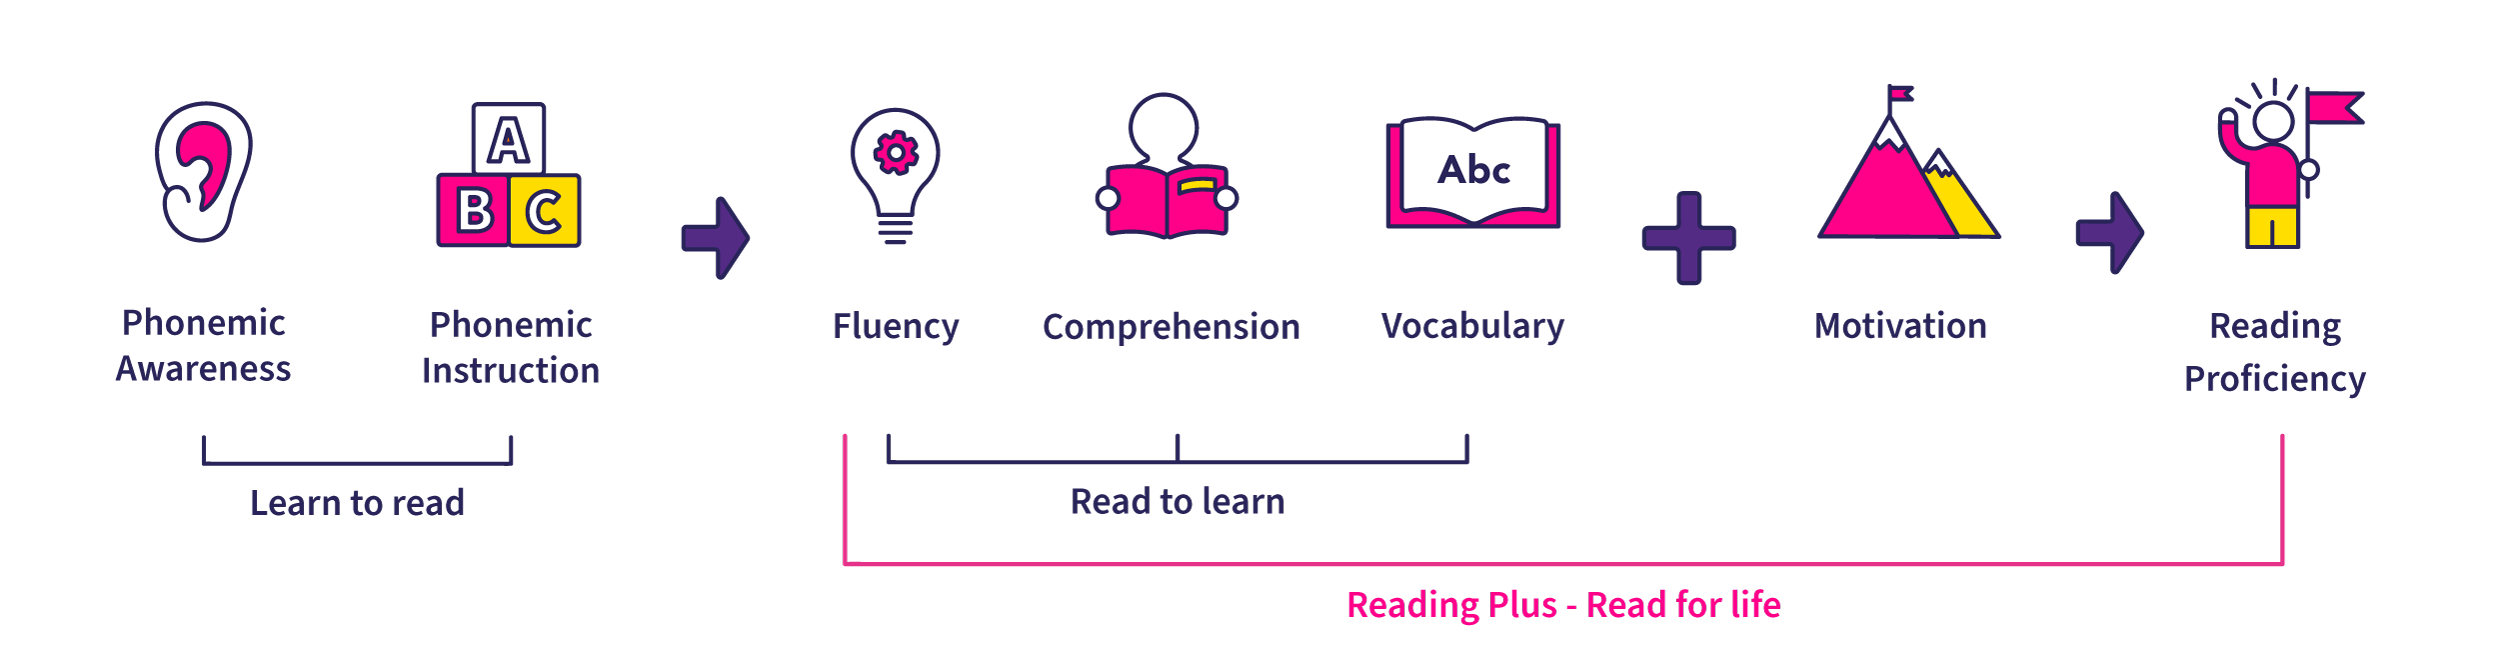 A
B C
Abc
Phonemic
Awareness
Phonemic
Instruction
Fluency
Comprehension
Vocabulary
Motivation
Reading
Proficiency
Learn to read
Read to learn
Reading Plus - Read for life